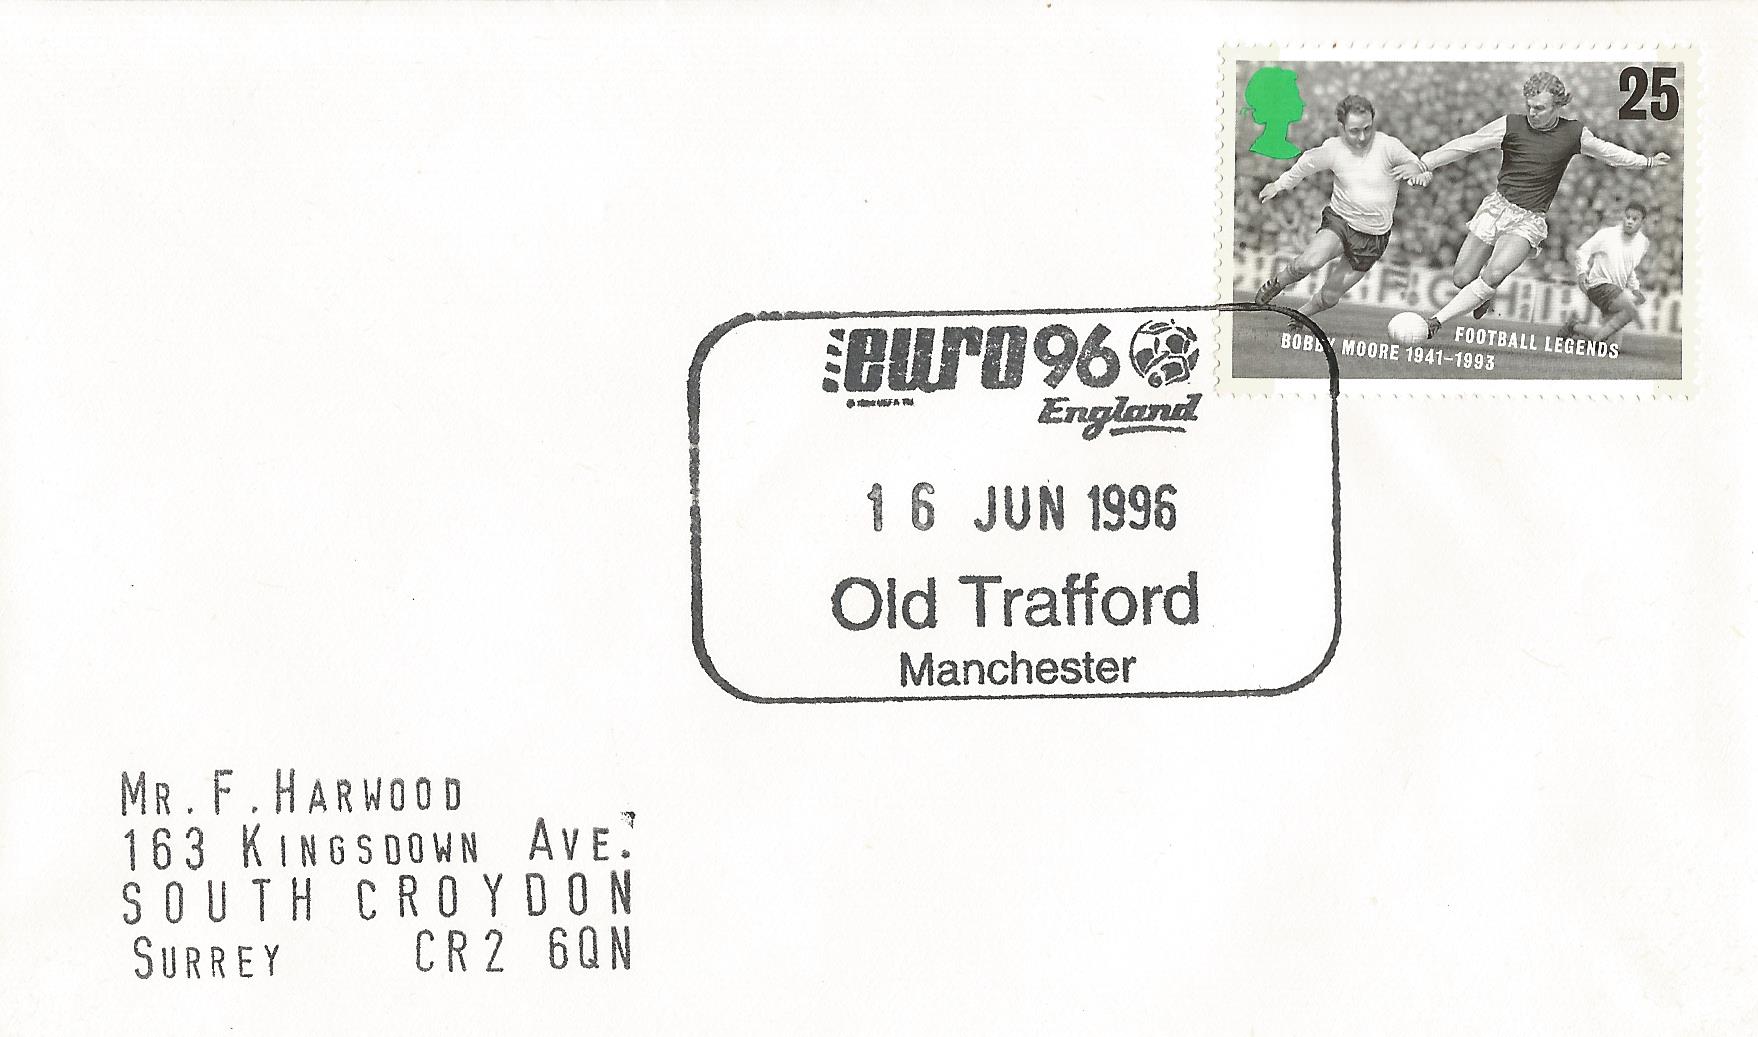 25
BOBBY MOORE 1941-1993
FOOTBALL LEGENDS
euro96
England
16 JUN 1996
Old Trafford
Manchester
MR. F. HARWOOD
163 KINGSDOWN AVE.
SOUTH CROYDON
SURREY CR2 6QN